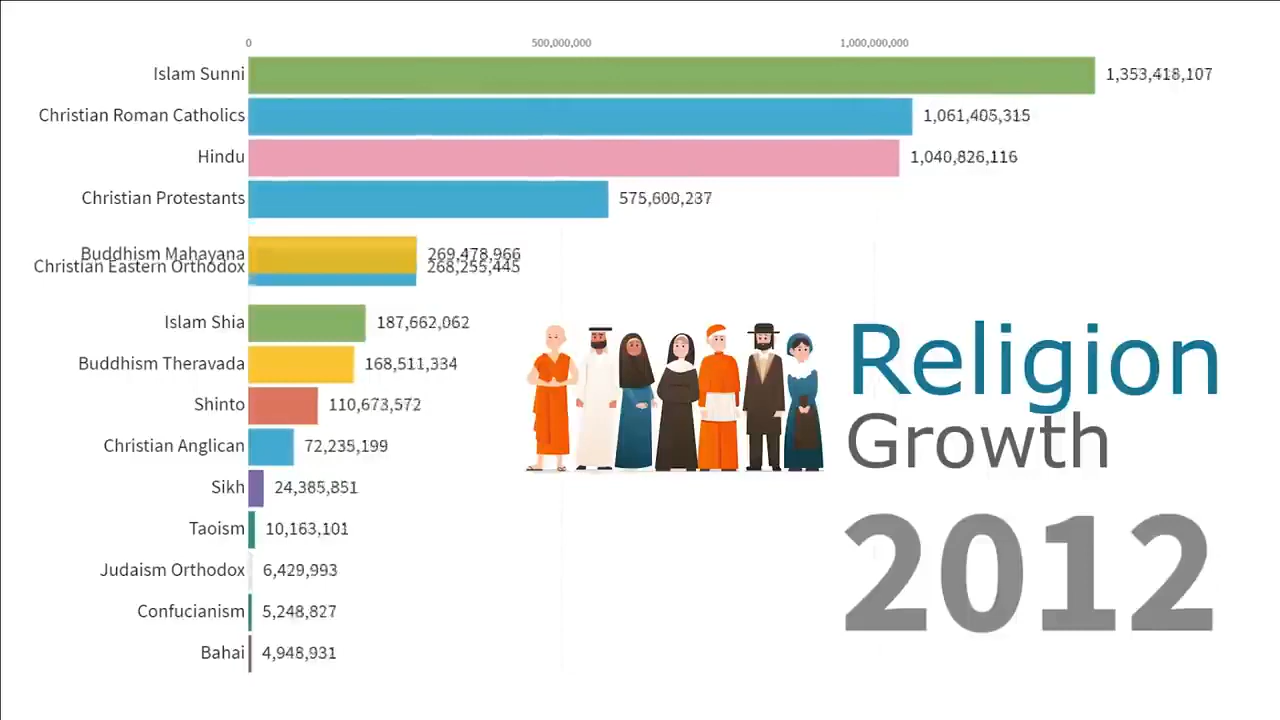 0 500,000,000 1,000,000,000
Islam Sunni 1,353,418,107
Christian Roman Catholics 1,061,405,315
Hindu 1,040,826,116
Christian Protestants 575,600,237
Buddhism Mahayana 269,478,966
Christian Eastern Orthodox 268,255,445
Islam Shia 187,662,062
Buddhism Theravada 168,511,334
Shinto 110,673,572
Christian Anglican 72,235,199
Sikh 24,385,851
Taoism 10,163,101
Judaism Orthodox 6,429,993
Confucianism 5,248,827
Bahai 4,948,931
Religion
Growth
2012